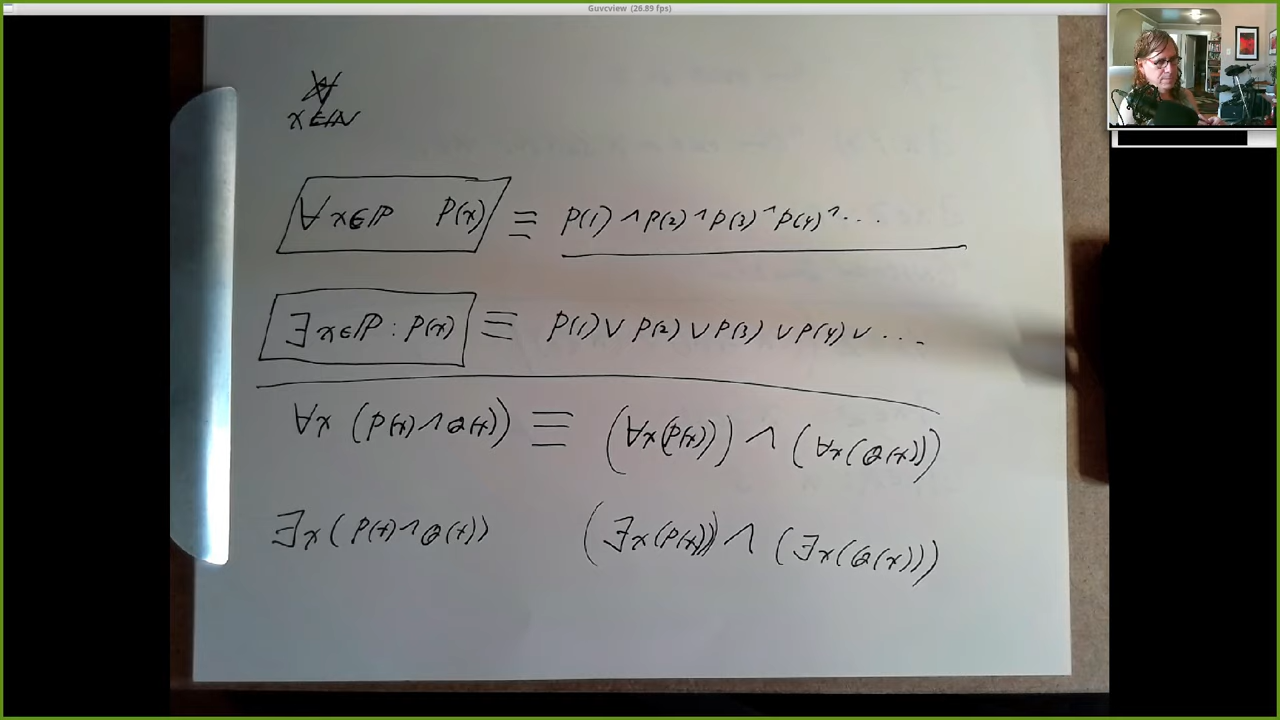 Guvcview (26.89 fps)
∀
x∈ℕ
∀x∈ℙ P(x) ≡ P(1) ∧ P(2) ∧ P(3) ∧ P(4) ∧ ...
∃x∈ℙ : P(x) ≡ P(1) ∨ P(2) ∨ P(3) ∨ P(4) ∨ ...
∀x (P(x) ∧ Q(x)) ≡ (∀x(P(x))) ∧ (∀x(Q(x)))
∃x(P(x) ∧ Q(x)) (∃x(P(x))) ∧ (∃x(Q(x)))